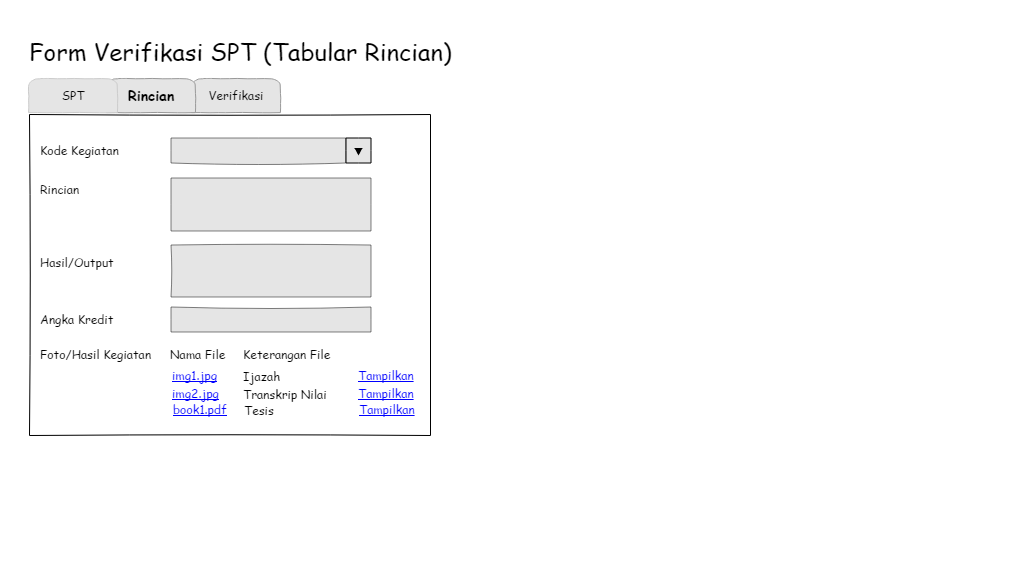 Form Verifikasi SPT (Tabular Rincian)
SPT Rincian Verifikasi
Kode Kegiatan
Rincian
Hasil/Output
Angka Kredit
Foto/Hasil Kegiatan Nama File Keterangan File
img1.jpg Ijazah Tampilkan
img2.jpg Transkrip Nilai Tampilkan
book1.pdf Tesis Tampilkan